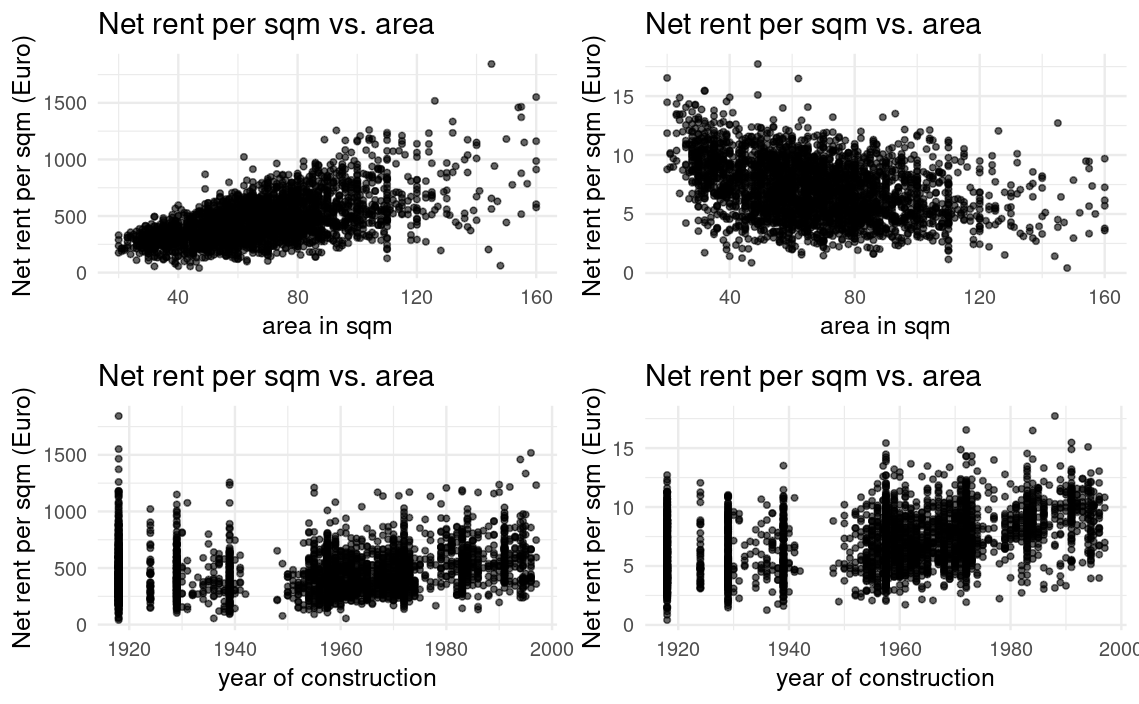 Net rent per sqm vs. area
Net rent per sqm (Euro)
1500
1000
500
0
40 80 120 160
area in sqm
Net rent per sqm vs. area
Net rent per sqm (Euro)
15
10
5
0
40 80 120 160
area in sqm
Net rent per sqm vs. area
Net rent per sqm (Euro)
1500
1000
500
0
1920 1940 1960 1980 2000
year of construction
Net rent per sqm vs. area
Net rent per sqm (Euro)
15
10
5
0
1920 1940 1960 1980 2000
year of construction